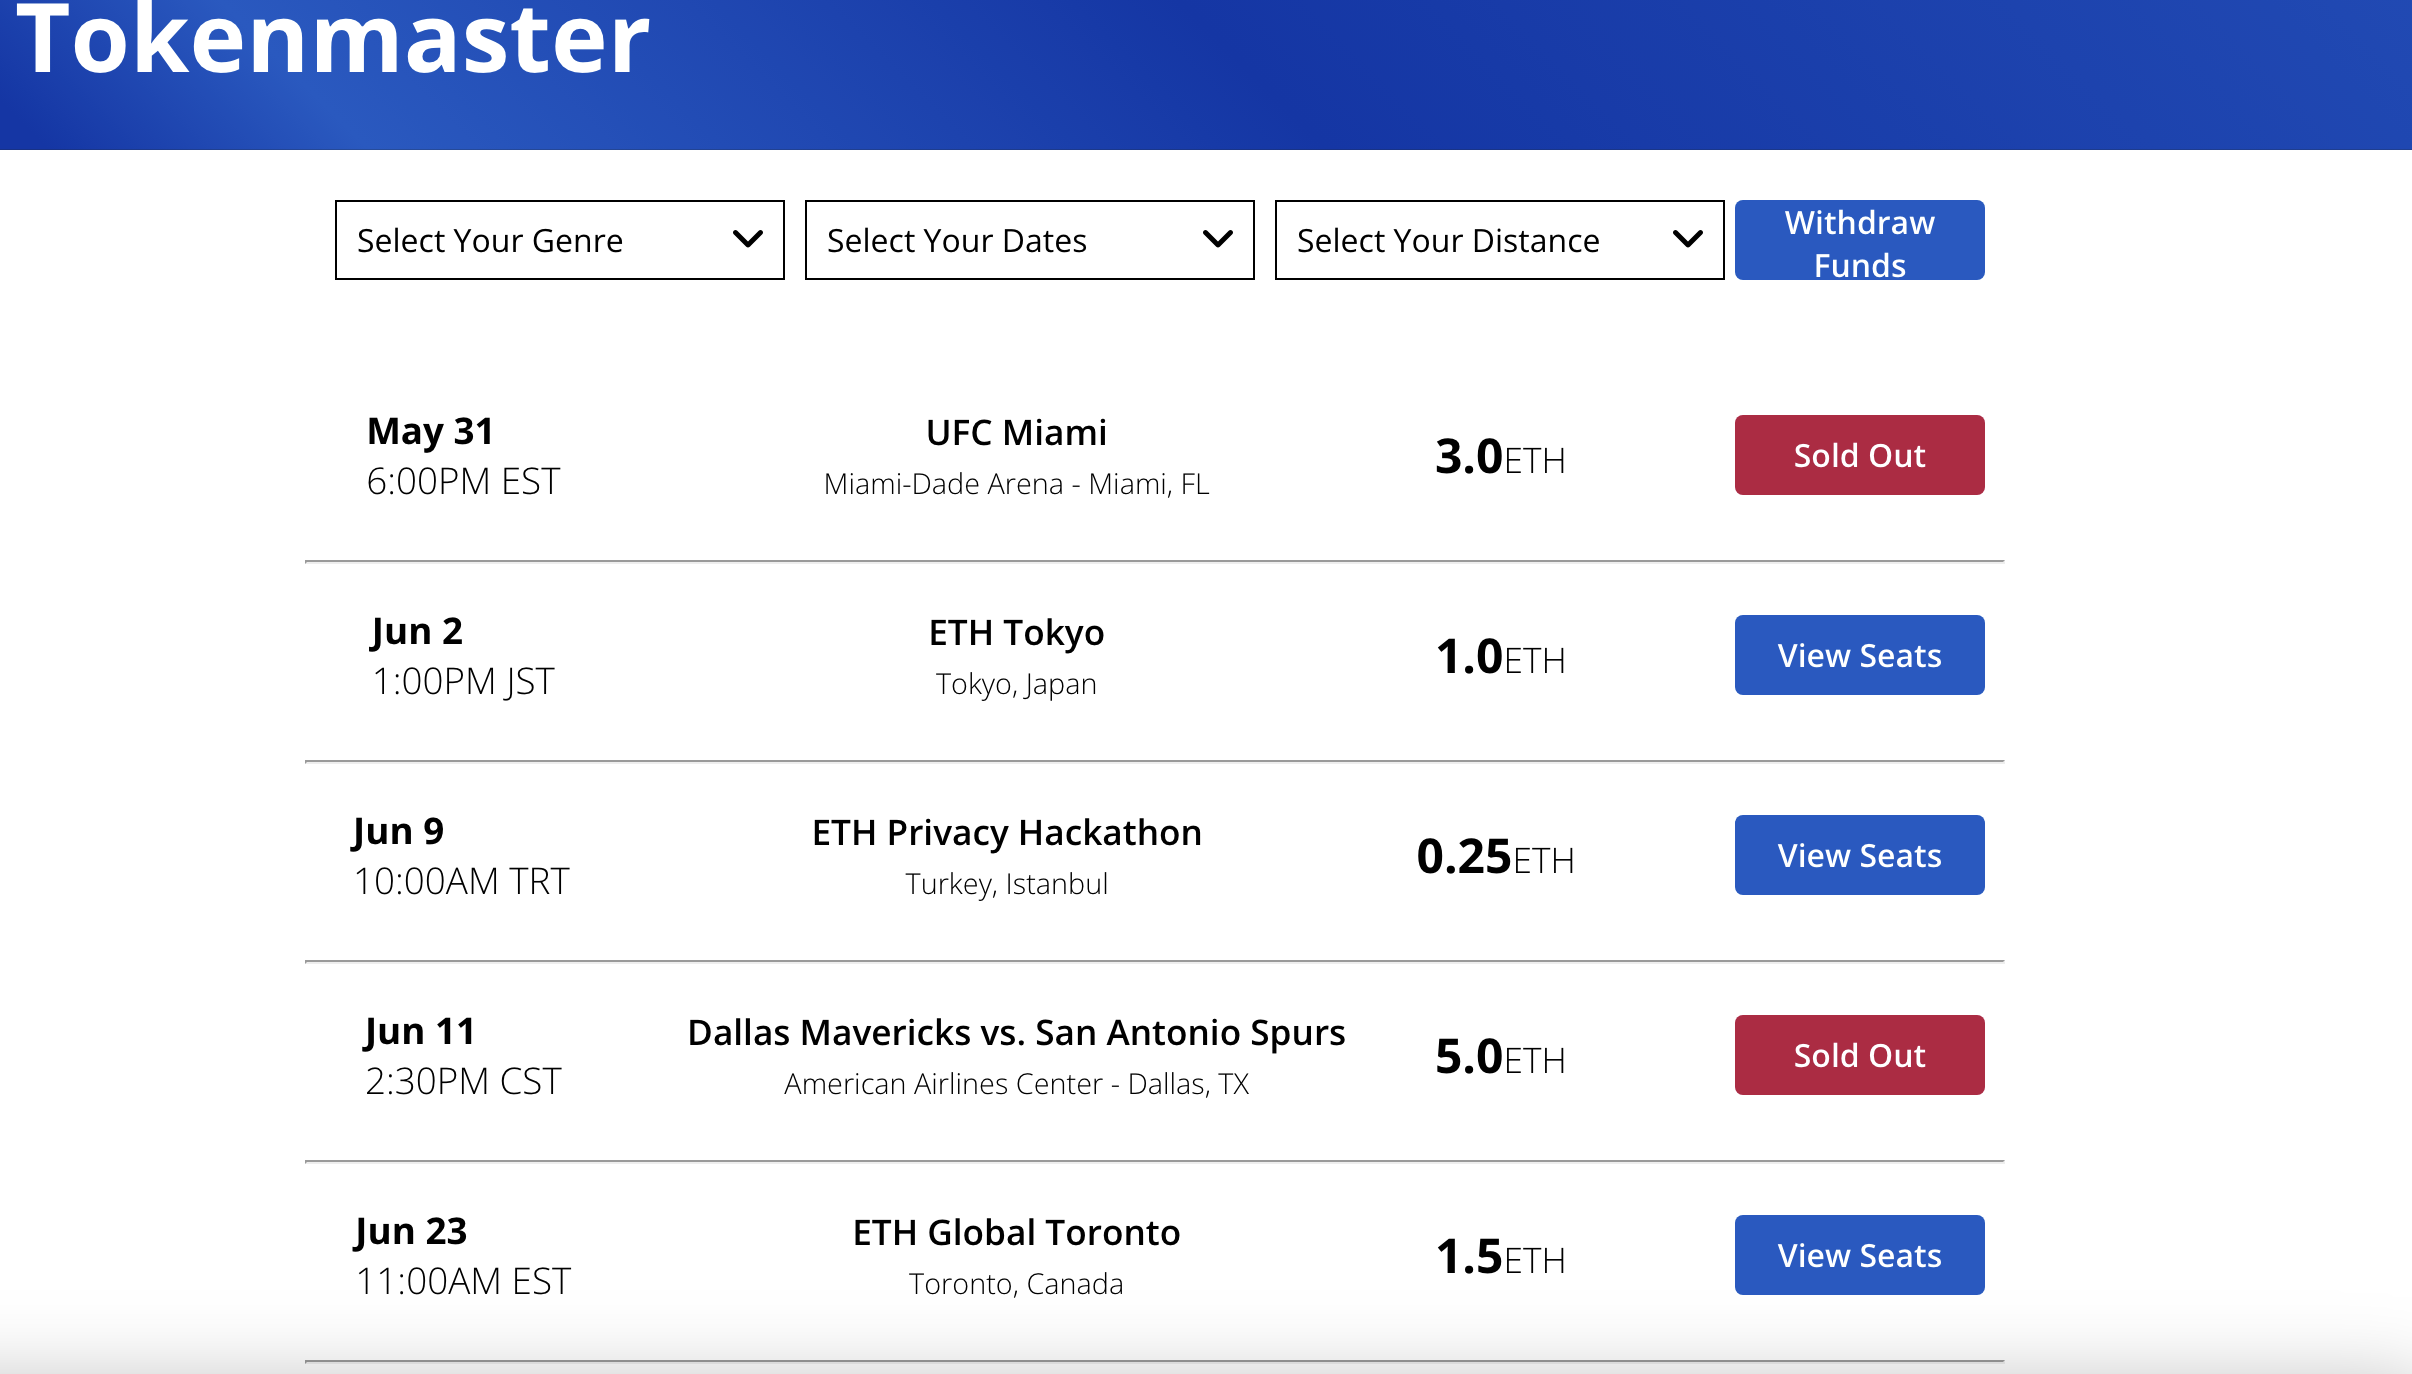 Tokenmaster
Select Your Genre
Select Your Dates
Select Your Distance
Withdraw
Funds
May 31
6:00PM EST
UFC Miami
Miami-Dade Arena - Miami, FL
3.0ETH
Sold Out
Jun 2
1:00PM JST
ETH Tokyo
Tokyo, Japan
1.0ETH
View Seats
Jun 9
10:00AM TRT
ETH Privacy Hackathon
Turkey, Istanbul
0.25ETH
View Seats
Jun 11
2:30PM CST
Dallas Mavericks vs. San Antonio Spurs
American Airlines Center - Dallas, TX
5.0ETH
Sold Out
Jun 23
11:00AM EST
ETH Global Toronto
Toronto, Canada
1.5ETH
View Seats